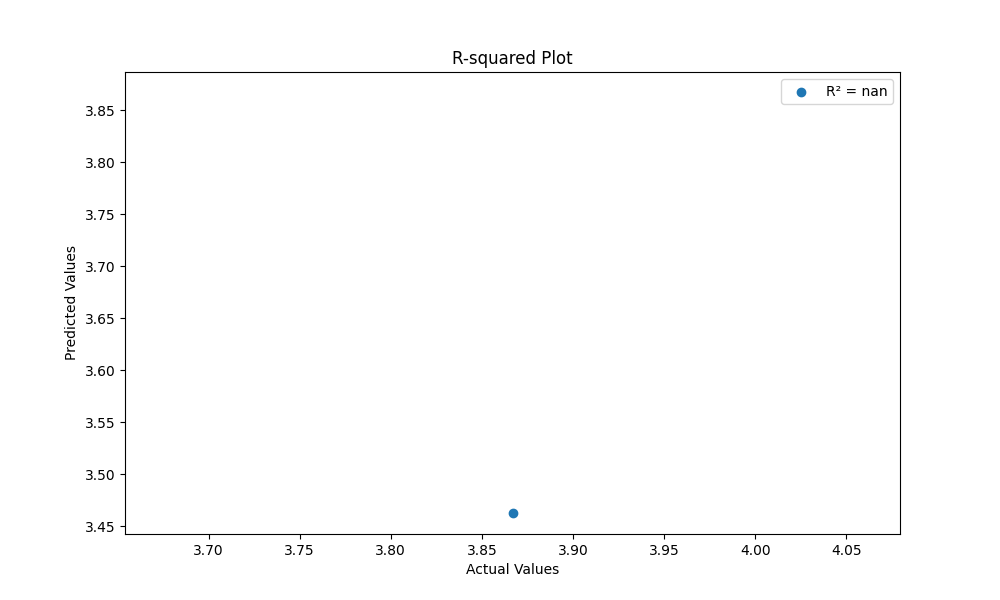 R-squared Plot
R² = nan
3.85
3.80
3.75
3.70
3.65
3.60
3.55
3.50
3.45
Predicted Values
3.70 3.75 3.80 3.85 3.90 3.95 4.00 4.05
Actual Values